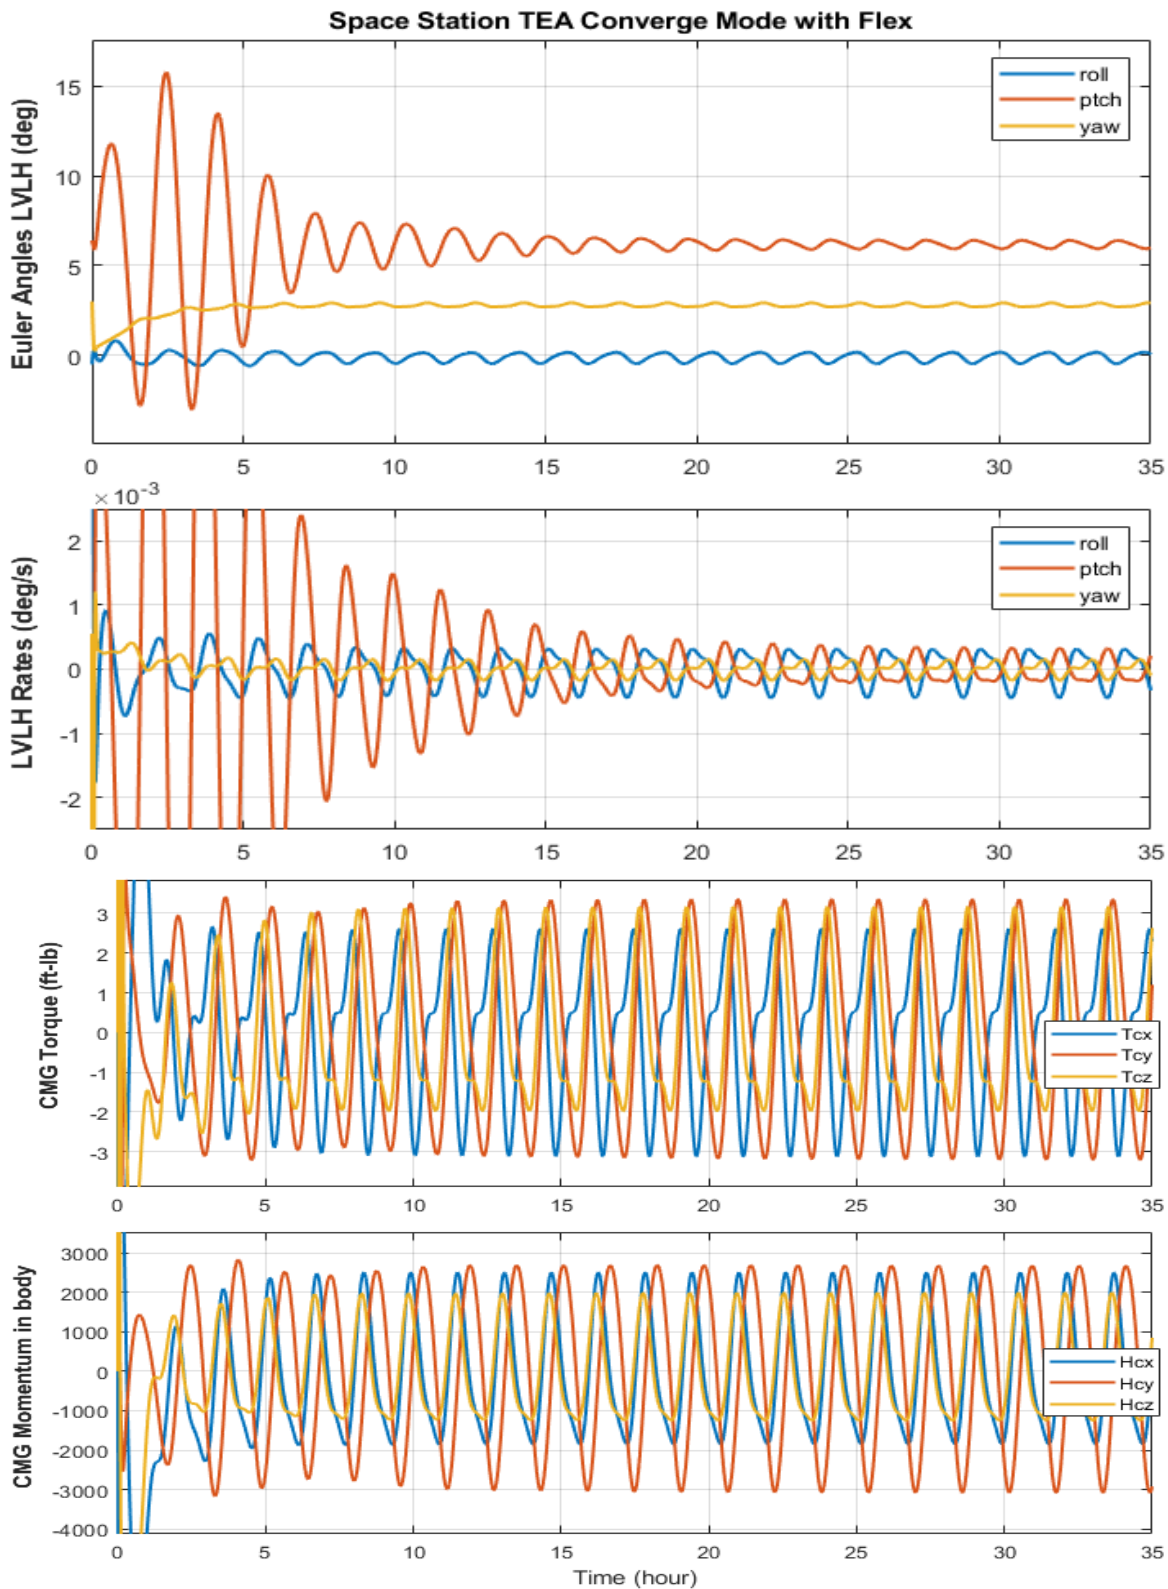 Space Station TEA Converge Mode with Flex
Euler Angles LVLH (deg)
15
10
5
0
roll
ptch
yaw
0 5 10 15 20 25 30 35
×10-3
LVLH Rates (deg/s)
2
1
0
-1
-2
roll
ptch
yaw
0 5 10 15 20 25 30 35
CMG Torque (ft-lb)
3
2
1
0
-1
-2
-3
Tcx
Tcy
Tcz
0 5 10 15 20 25 30 35
CMG Momentum in body
3000
2000
1000
0
-1000
-2000
-3000
-4000
Hcx
Hcy
Hcz
0 5 10 15 20 25 30 35
Time (hour)